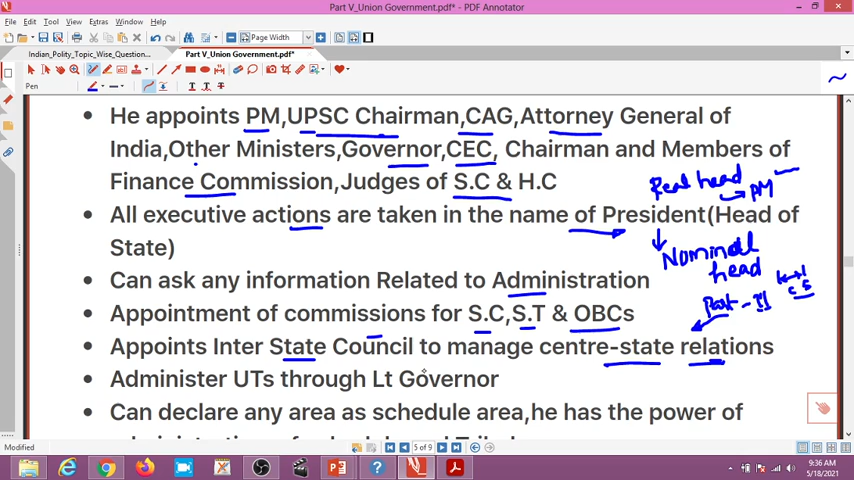 Part V_Union Government.pdf* - PDF Annotator
File Edit Tool View Extras Window Help
Page Width
Indian_Polity_Topic_Wise_Question... Part V_Union Government.pdf*
Pen
He appoints PM,UPSC Chairman,CAG,Attorney General of
India,Other Ministers,Governor,CEC, Chairman and Members of
Finance Commission,Judges of S.C & H.C
Real head
PM
All executive actions are taken in the name of President(Head of
State)
Nominal
head
Can ask any information Related to Administration
Part - XI
Appointment of commissions for S.C,S.T & OBCs
Appoints Inter State Council to manage centre-state relations
Administer UTs through Lt Governor
Can declare any area as schedule area,he has the power of
Modified
5 of 9
9:36 AM
5/18/2021